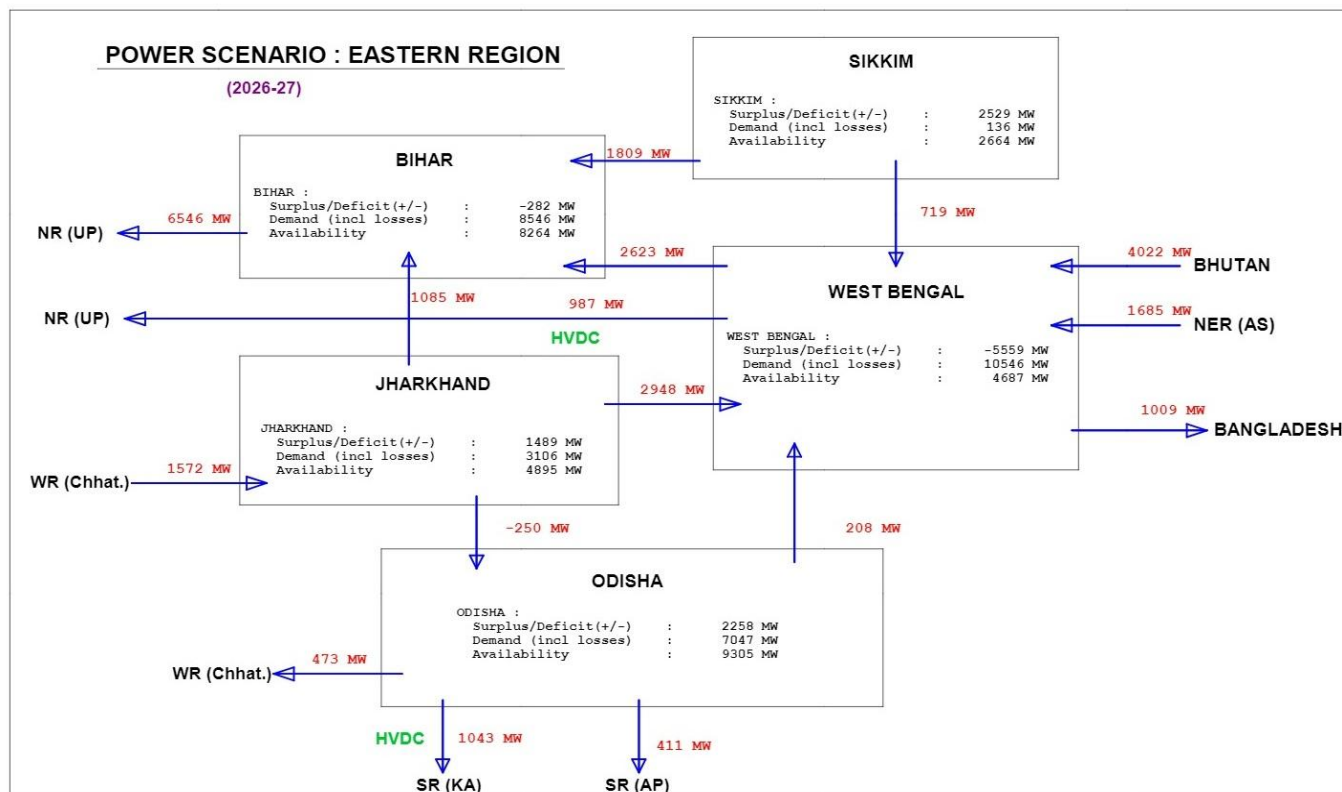 POWER SCENARIO : EASTERN REGION
(2026-27)
SIKKIM
SIKKIM :
Surplus/Deficit(+/-) : 2529 MW
Demand (incl losses) : 136 MW
Availability : 2664 MW
BIHAR
BIHAR :
Surplus/Deficit(+/-) : -282 MW
Demand (incl losses) : 8546 MW
Availability : 8264 MW
1809 MW
6546 MW
NR (UP)
719 MW
2623 MW
4022 MW
BHUTAN
WEST BENGAL
WEST BENGAL :
Surplus/Deficit(+/-) : -5559 MW
Demand (incl losses) : 10546 MW
Availability : 4687 MW
1085 MW
987 MW
NR (UP)
HVDC
1685 MW
NER (AS)
JHARKHAND
JHARKHAND :
Surplus/Deficit(+/-) : 1489 MW
Demand (incl losses) : 3106 MW
Availability : 4895 MW
2948 MW
1009 MW
BANGLADESH
1572 MW
WR (Chhat.)
-250 MW
208 MW
ODISHA
ODISHA :
Surplus/Deficit(+/-) : 2258 MW
Demand (incl losses) : 7047 MW
Availability : 9305 MW
473 MW
WR (Chhat.)
HVDC
1043 MW
411 MW
SR (KA)
SR (AP)